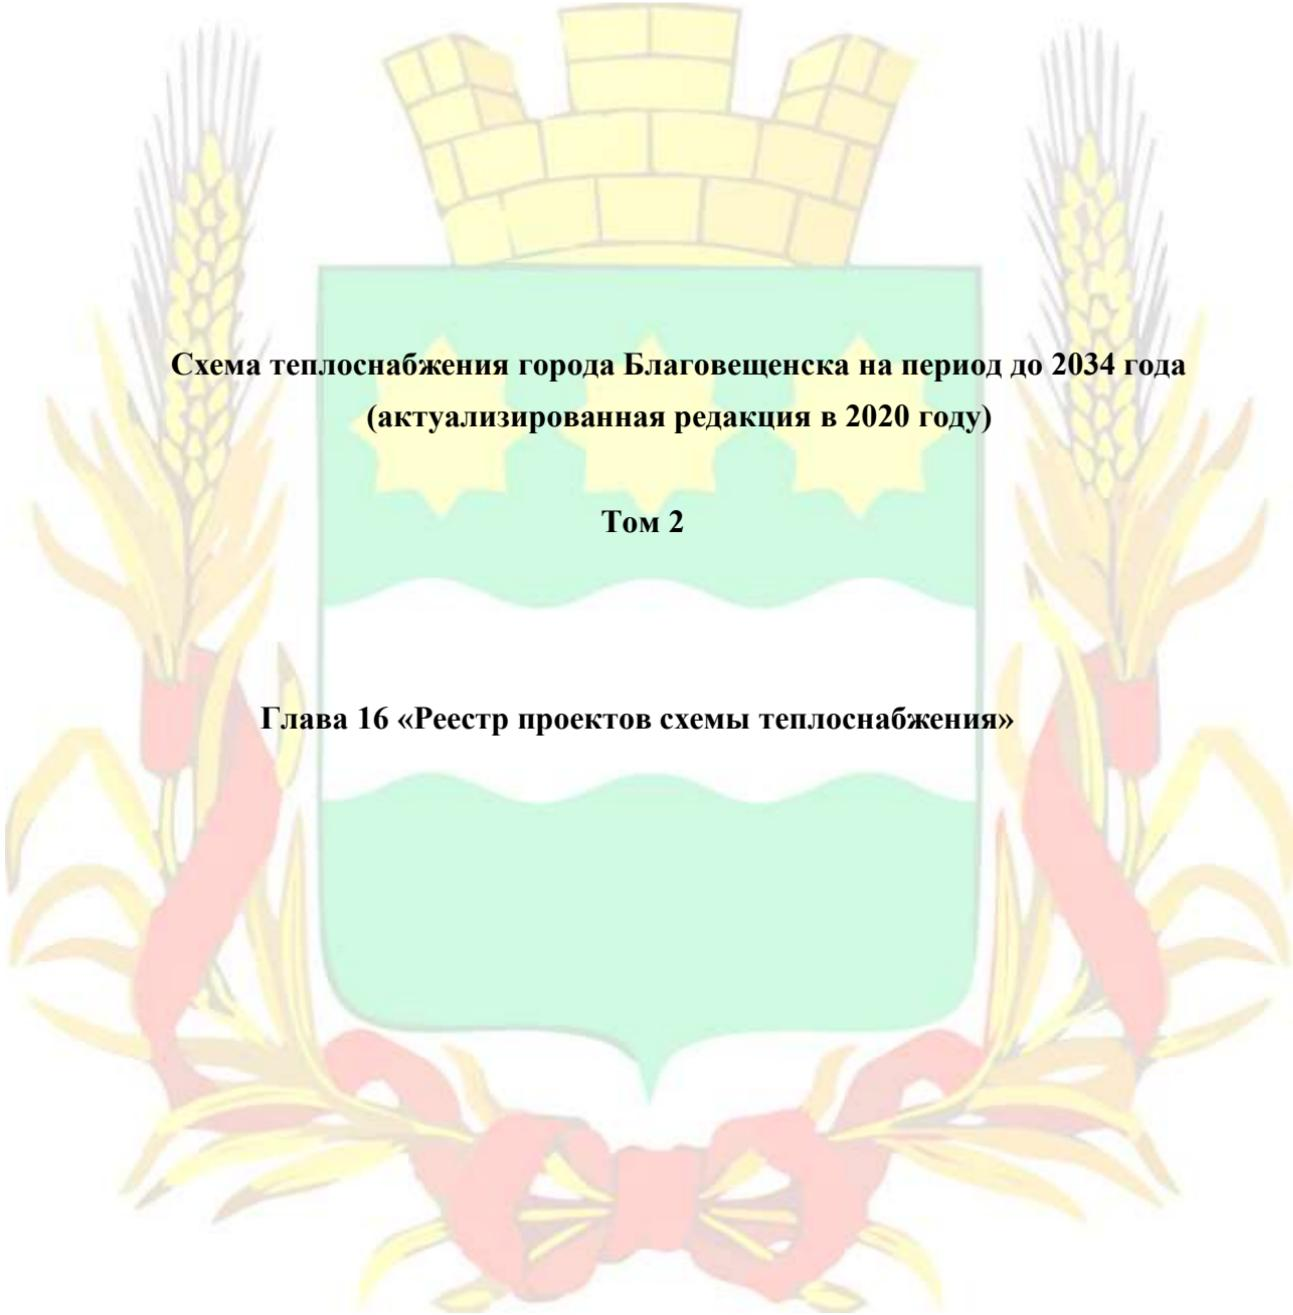 Схема теплоснабжения города Благовещенска на период до 2034 года
(актуализированная редакция в 2020 году)
Том 2
Глава 16 «Реестр проектов схемы теплоснабжения»